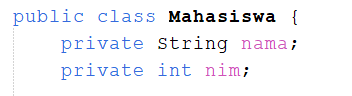 public class Mahasiswa {
    private String nama;
    private int nim;